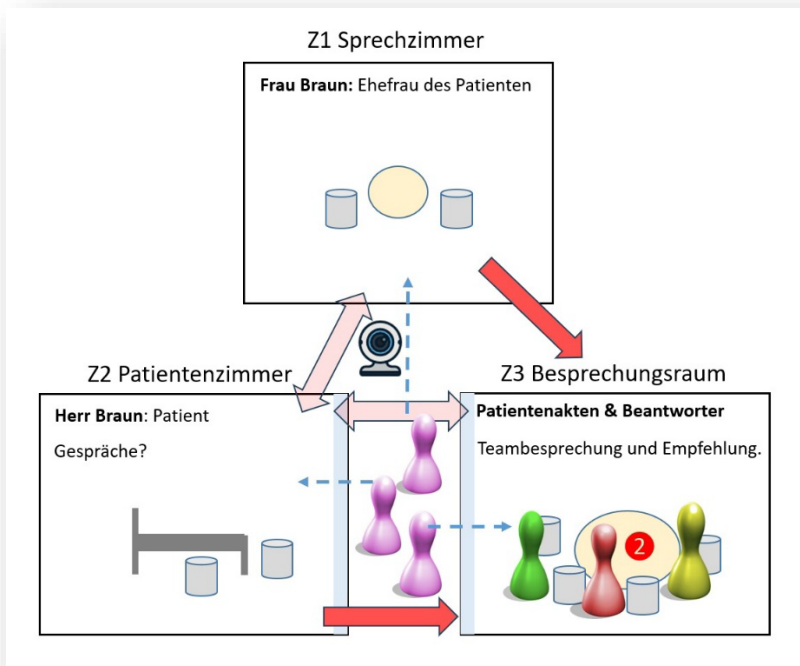 Z1 Sprechzimmer
Frau Braun: Ehefrau des Patienten
Z2 Patientenzimmer
Herr Braun: Patient
Gespräche?
Z3 Besprechungsraum
Patientenakten & Beantworter
Teambesprechung und Empfehlung.
2